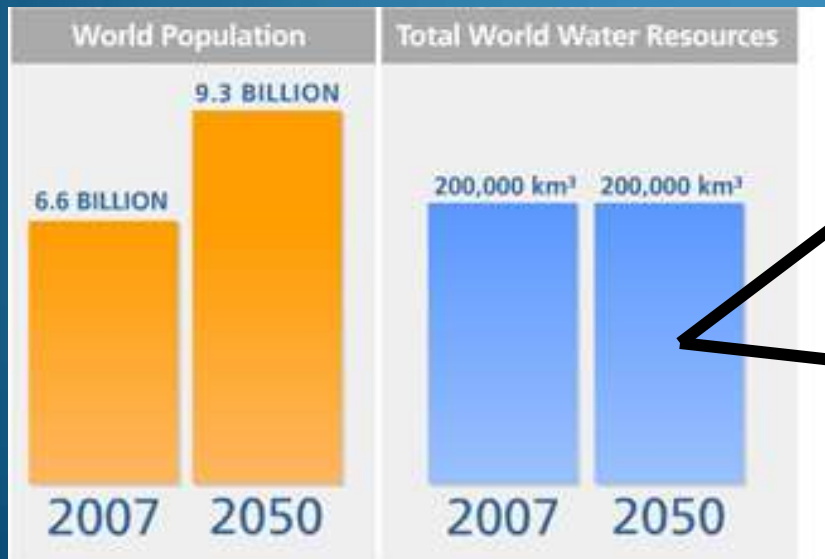 World Population
9.3 BILLION
6.6 BILLION
2007 2050
Total World Water Resources
200,000 km³ 200,000 km³
2007 2050